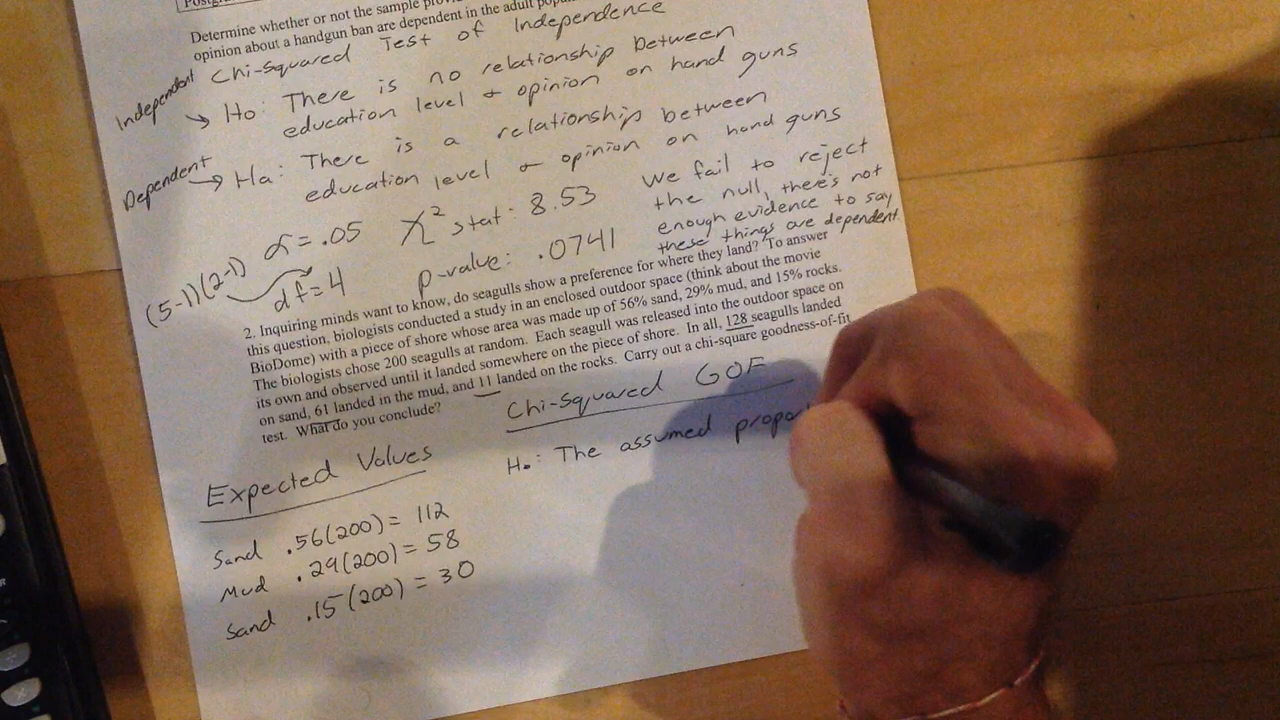 Determine whether or not the sample
opinion about a handgun ban are dependent in the adult
Chi-Squared Test of Independence
Independent → Ho: There is no relationship between
education level + opinion on hand guns
Dependent → Ha: There is a relationship between
education level + opinion on hand guns
α = .05 X² stat: 8.53
(5-1)(2-1) df = 4 p-value: .0741
We fail to reject
the null, there's not
enough evidence to say
these things are dependent.
2. Inquiring minds want to know, do seagulls show a preference for where they land? To answer
this question, biologists conducted a study in an enclosed outdoor space (think about the movie
BioDome) with a piece of shore whose area was made up of 56% sand, 29% mud, and 15% rocks.
The biologists chose 200 seagulls at random. Each seagull was released into the outdoor space on
its own and observed until it landed somewhere on the piece of shore. In all, 128 seagulls landed
on sand, 61 landed in the mud, and 11 landed on the rocks. Carry out a chi-square goodness-of-fit
test. What do you conclude?
Chi-Squared GOF
Ho: The assumed propor
Expected Values
Sand .56(200) = 112
Mud .29(200) = 58
Sand .15(200) = 30